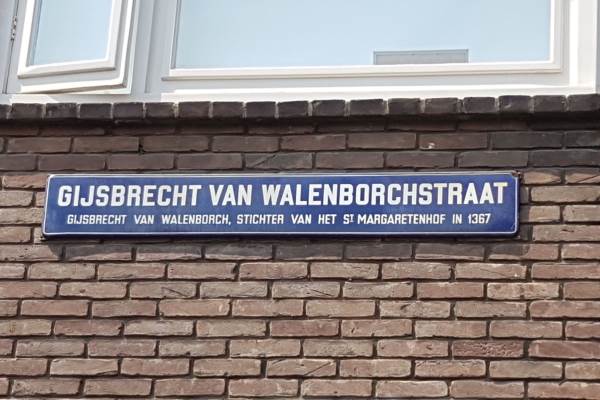 GIJSBRECHT VAN WALENBORCHSTRAAT
GIJSBRECHT VAN WALENBORCH, STICHTER VAN HET ST MARGARETENHOF IN 1367